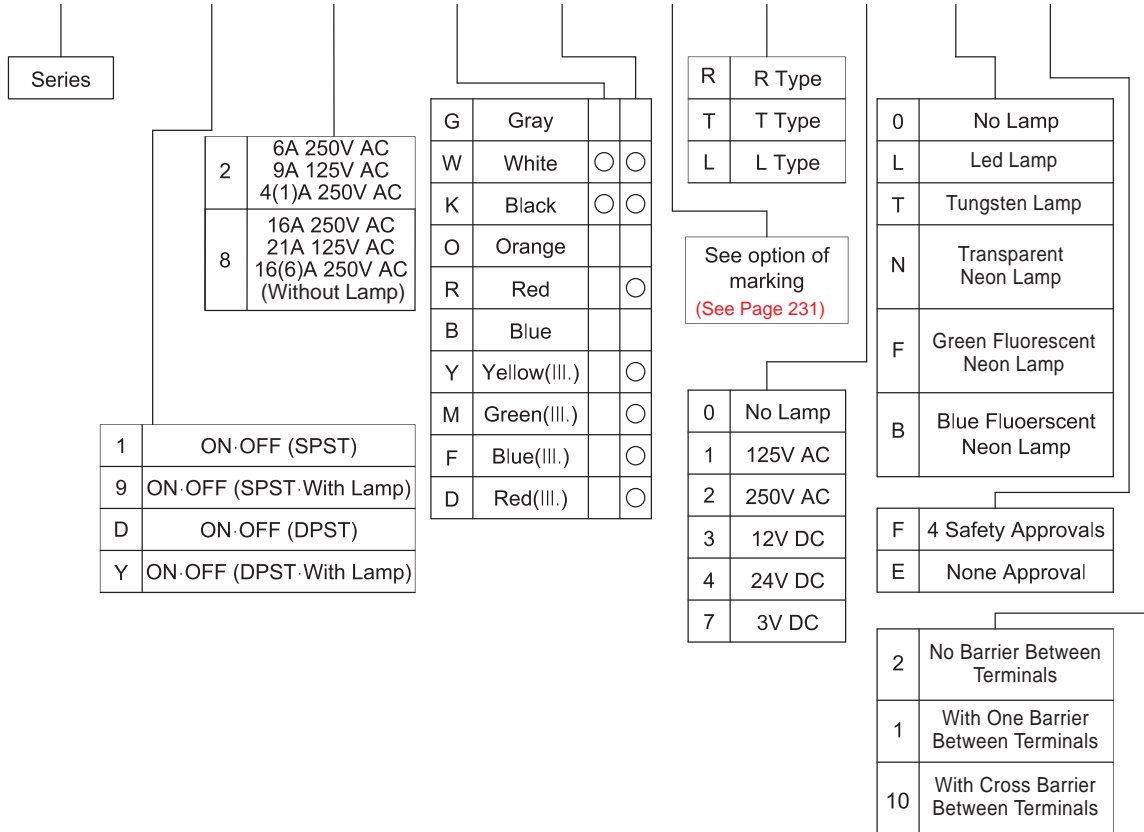 Series
2
6A 250V AC
9A 125V AC
4(1)A 250V AC
8
16A 250V AC
21A 125V AC
16(6)A 250V AC
(Without Lamp)
1 ON·OFF (SPST)
9 ON·OFF (SPST·With Lamp)
D ON·OFF (DPST)
Y ON·OFF (DPST·With Lamp)
G Gray
W White ○ ○
K Black ○ ○
O Orange
R Red ○
B Blue
Y Yellow(Ill.) ○
M Green(Ill.) ○
F Blue(Ill.) ○
D Red(Ill.) ○
R R Type
T T Type
L L Type
See option of
marking
(See Page 231)
0 No Lamp
1 125V AC
2 250V AC
3 12V DC
4 24V DC
7 3V DC
0 No Lamp
L Led Lamp
T Tungsten Lamp
N
Transparent
Neon Lamp
F
Green Fluorescent
Neon Lamp
B
Blue Fluoerscent
Neon Lamp
F 4 Safety Approvals
E None Approval
2
No Barrier Between
Terminals
1
With One Barrier
Between Terminals
10
With Cross Barrier
Between Terminals